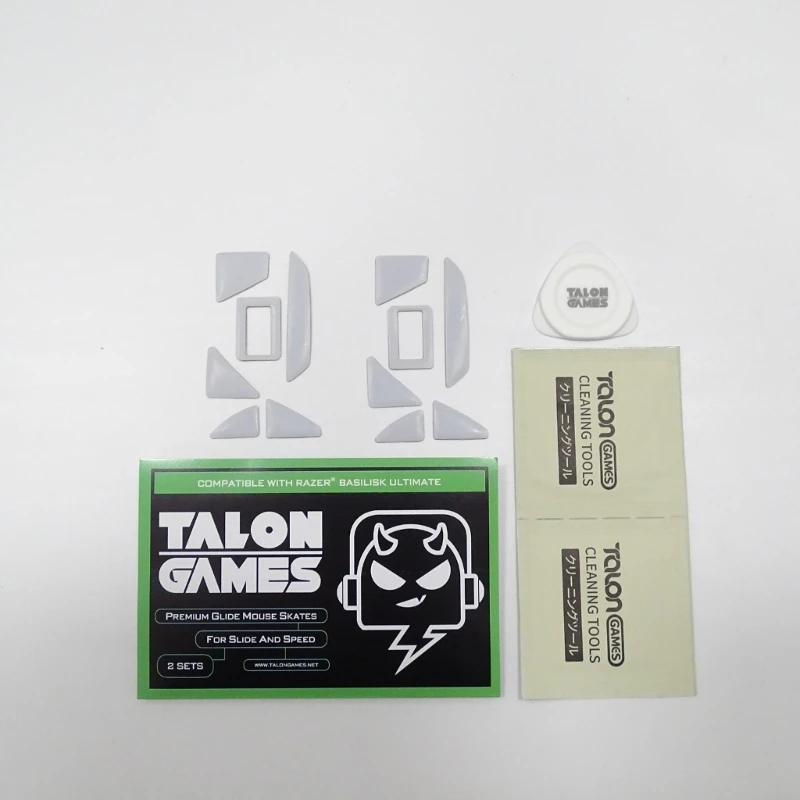 TALON
GAMES
COMPATIBLE WITH RAZER® BASILISK ULTIMATE
TALON
GAMES
PREMIUM GLIDE MOUSE SKATES
FOR SLIDE AND SPEED
2 SETS
WWW.TALONGAMES.NET
TALON GAMES
CLEANING TOOLS
クリーニングツール
TALON GAMES
CLEANING TOOLS
クリーニングツール